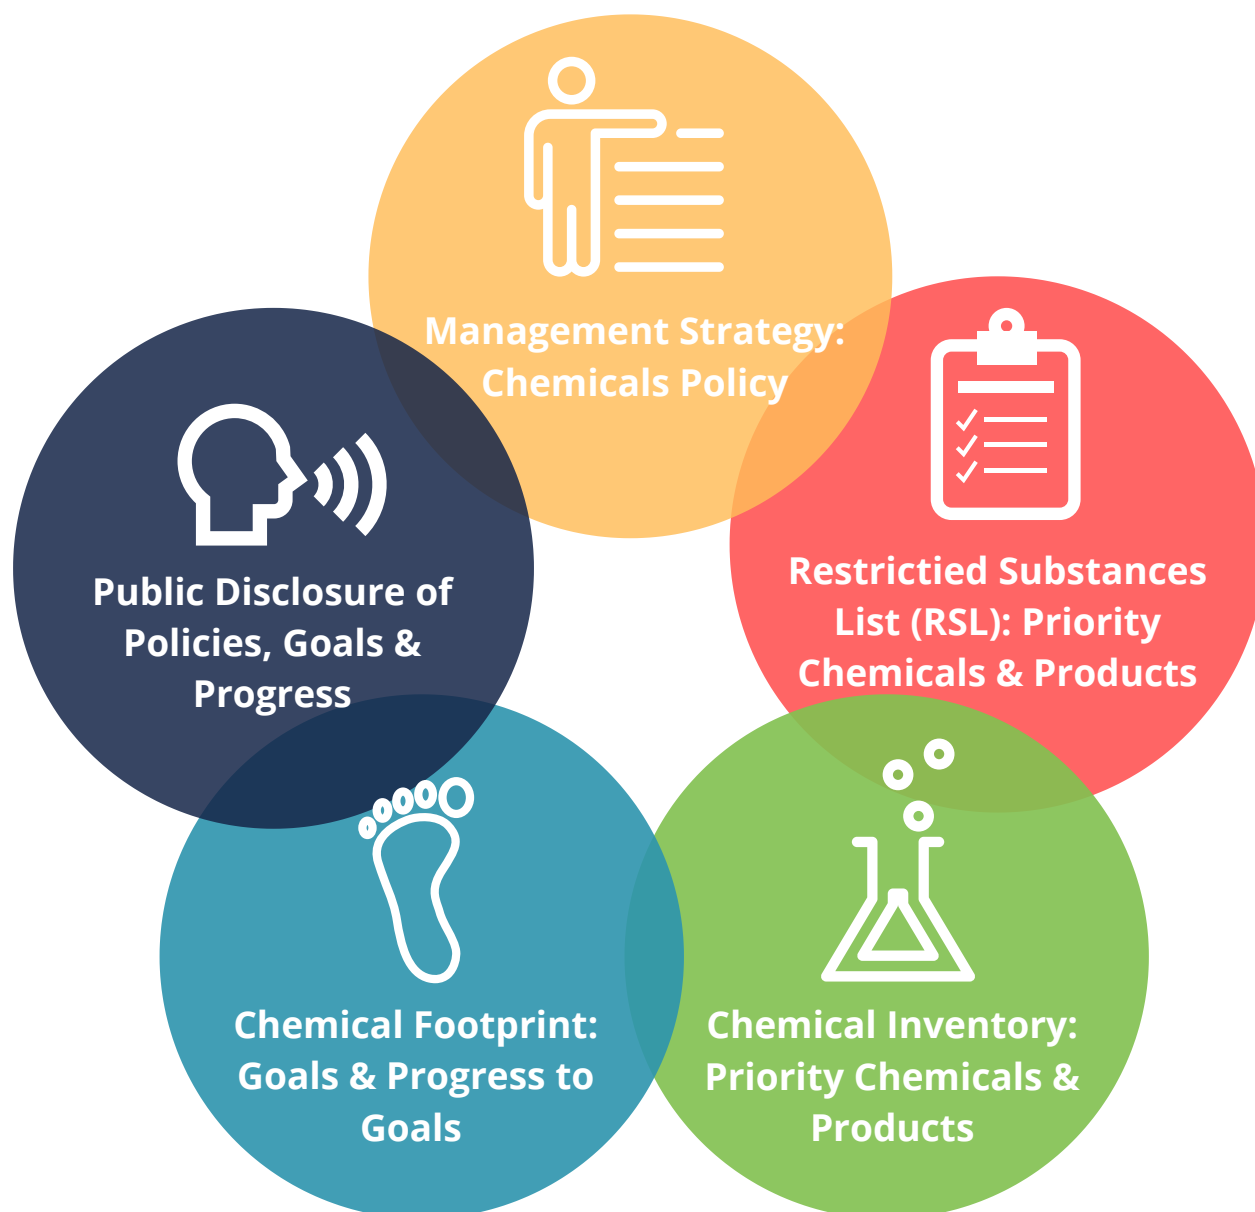 Management Strategy:
Chemicals Policy
Restrictied Substances
List (RSL): Priority
Chemicals & Products
Chemical Inventory:
Priority Chemicals &
Products
Chemical Footprint:
Goals & Progress to
Goals
Public Disclosure of
Policies, Goals &
Progress